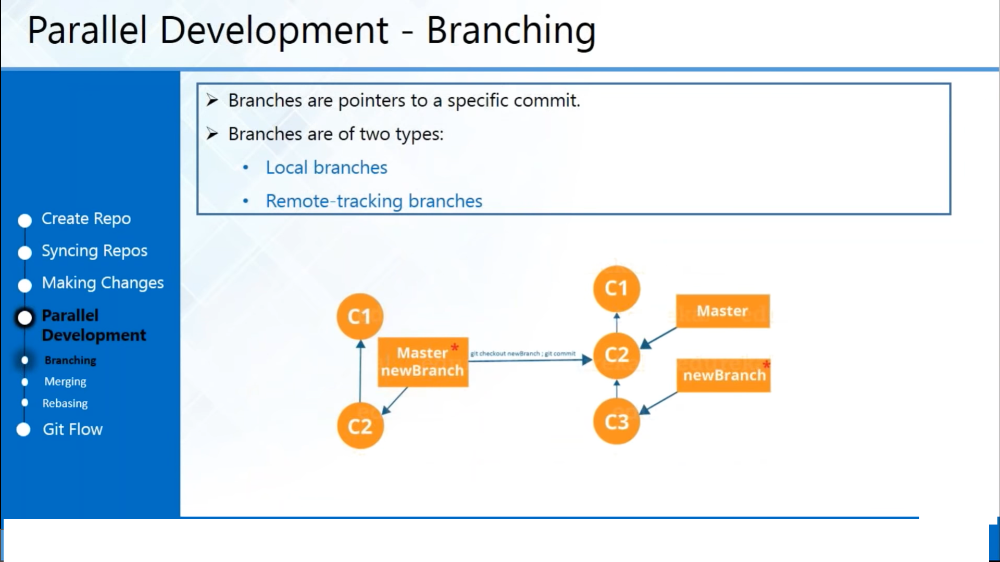 Parallel Development - Branching
➢ Branches are pointers to a specific commit.
➢ Branches are of two types:
• Local branches
• Remote-tracking branches
Create Repo
Syncing Repos
Making Changes
Parallel
Development
Branching
Merging
Rebasing
Git Flow
C1
Master *
newBranch
C2
git checkout newBranch ; git commit
C1
Master
C2
newBranch *
C3